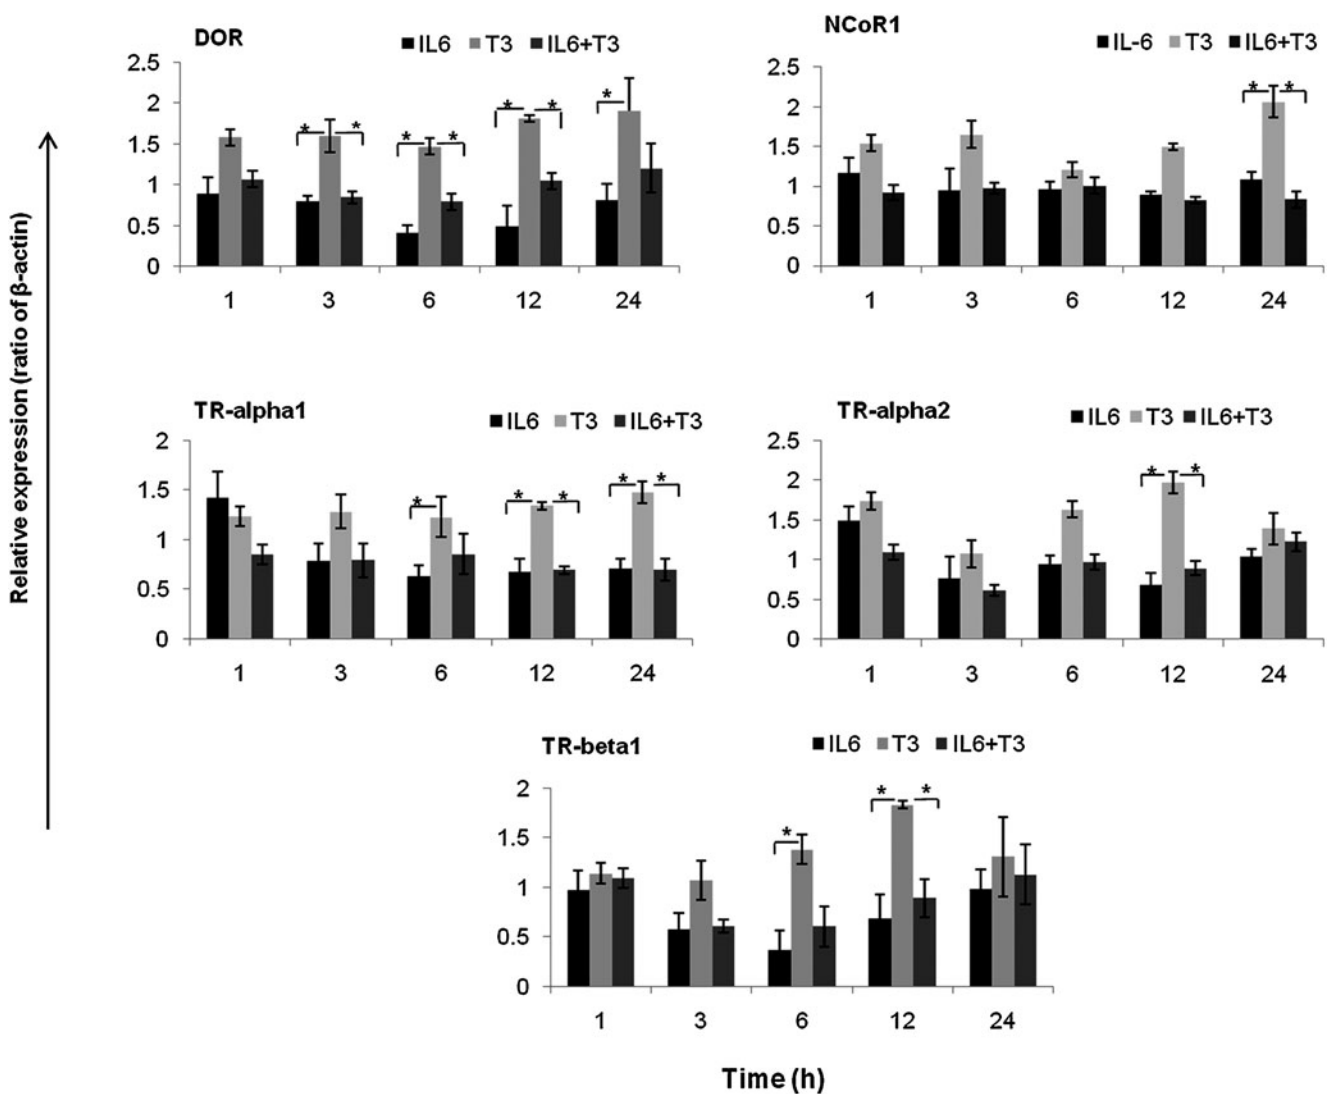 DOR
IL6 T3 IL6+T3
2.5
2
1.5
1
0.5
0
* * * * * * *
1 3 6 12 24
NCoR1
IL-6 T3 IL6+T3
2.5
2
1.5
1
0.5
0
* *
1 3 6 12 24
Relative expression (ratio of β-actin)
TR-alpha1
IL6 T3 IL6+T3
2
1.5
1
0.5
0
* * * * *
1 3 6 12 24
TR-alpha2
IL6 T3 IL6+T3
2.5
2
1.5
1
0.5
0
* *
1 3 6 12 24
TR-beta1
IL6 T3 IL6+T3
2
1.5
1
0.5
0
* * *
1 3 6 12 24
Time (h)